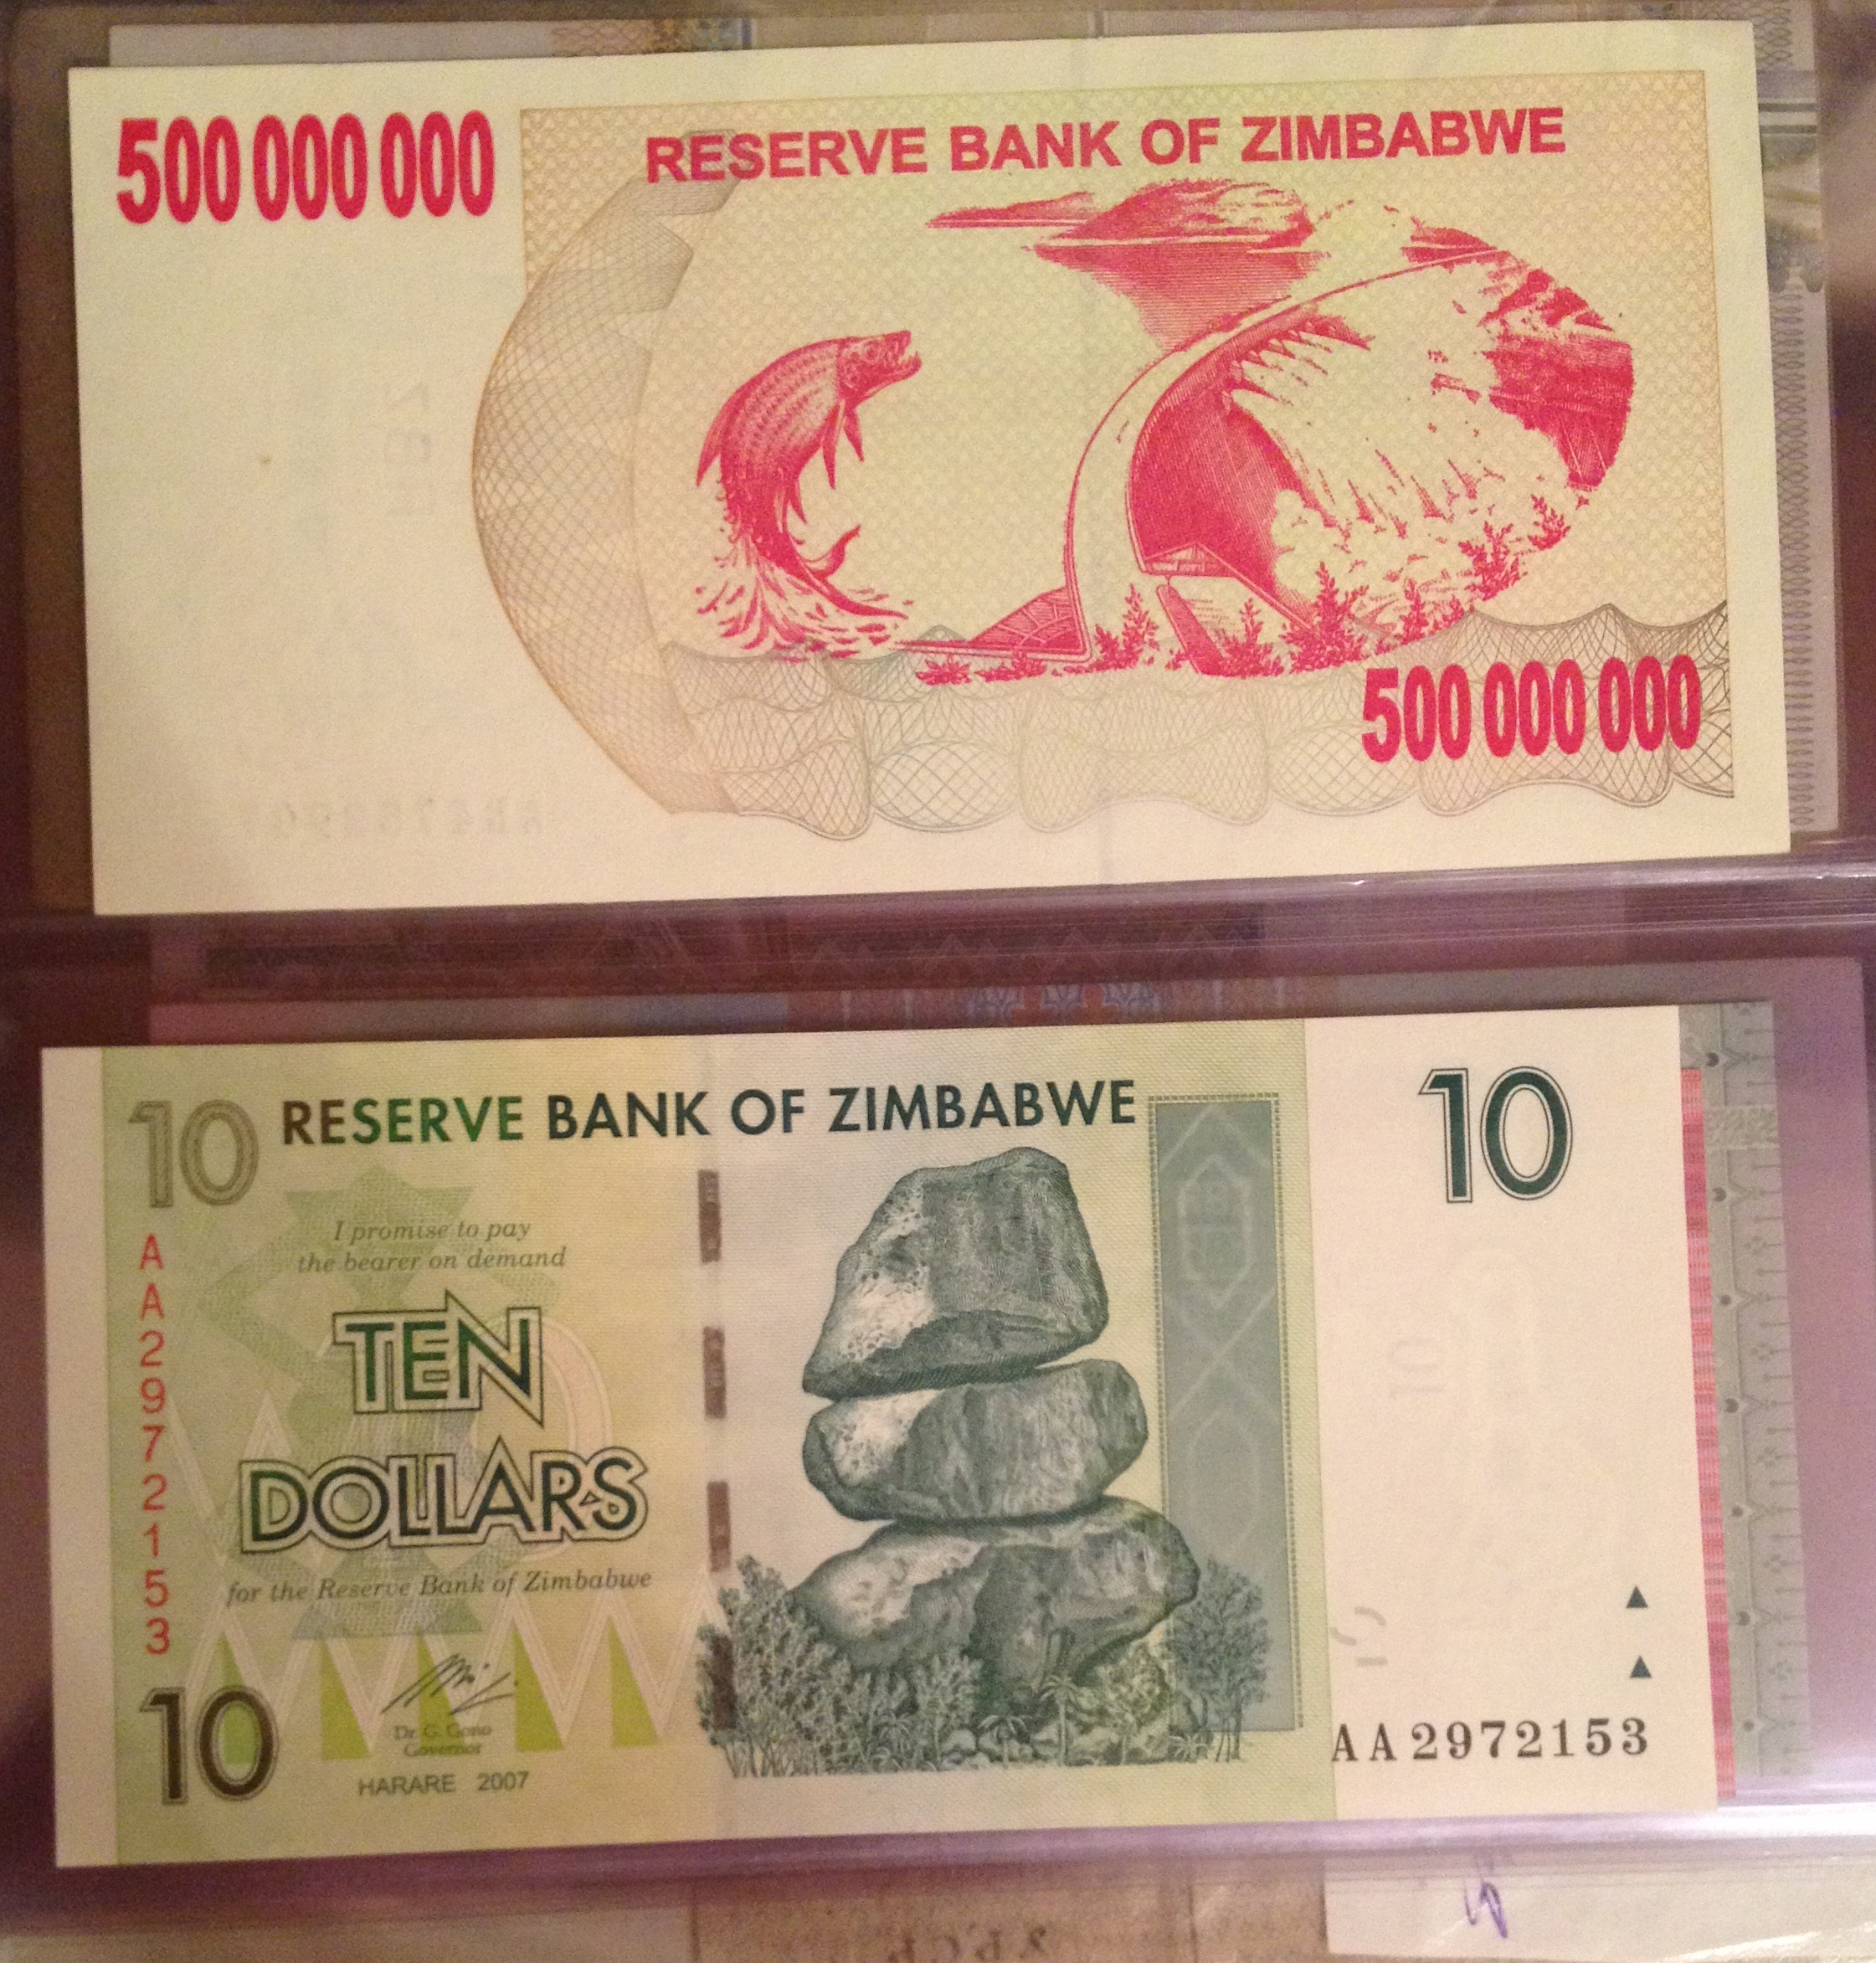 500 000 000
RESERVE BANK OF ZIMBABWE
500 000 000
10
RESERVE BANK OF ZIMBABWE
10
I promise to pay
the bearer on demand
TEN
DOLLARS
for the Reserve Bank of Zimbabwe
AA2972153
Dr. G. Gono
Governor
10
HARARE 2007
AA2972153